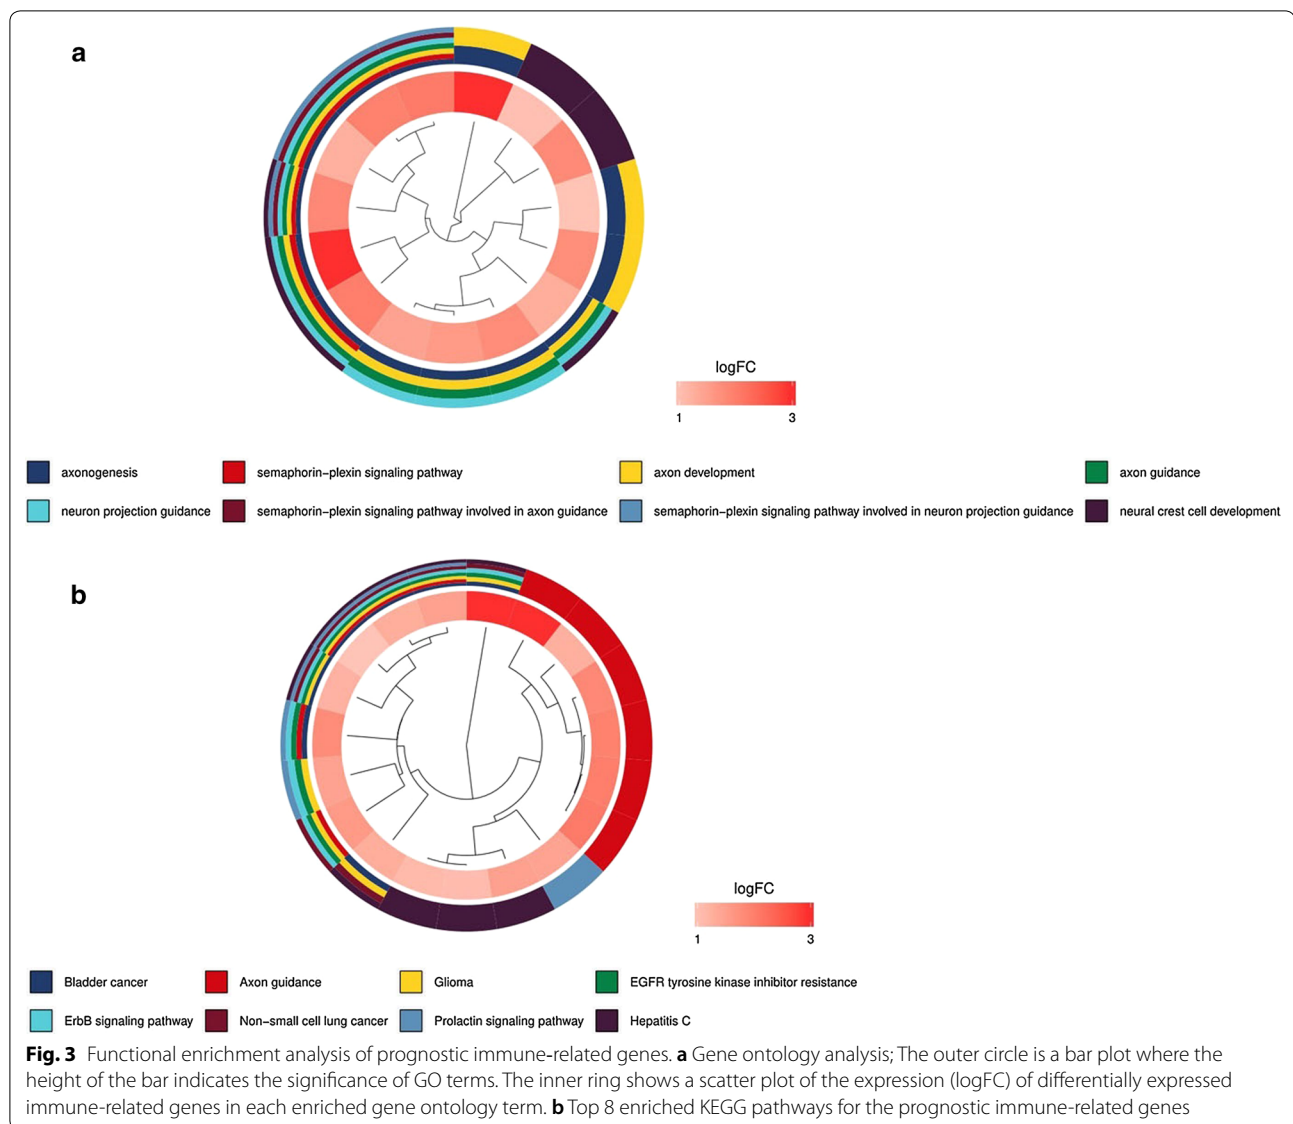 a
logFC
1 3
axonogenesis semaphorin−plexin signaling pathway axon development axon guidance
neuron projection guidance semaphorin−plexin signaling pathway involved in axon guidance semaphorin−plexin signaling pathway involved in neuron projection guidance neural crest cell development
b
logFC
1 3
Bladder cancer Axon guidance Glioma EGFR tyrosine kinase inhibitor resistance
ErbB signaling pathway Non−small cell lung cancer Prolactin signaling pathway Hepatitis C
Fig. 3 Functional enrichment analysis of prognostic immune-related genes. a Gene ontology analysis; The outer circle is a bar plot where the
height of the bar indicates the significance of GO terms. The inner ring shows a scatter plot of the expression (logFC) of differentially expressed
immune-related genes in each enriched gene ontology term. b Top 8 enriched KEGG pathways for the prognostic immune-related genes